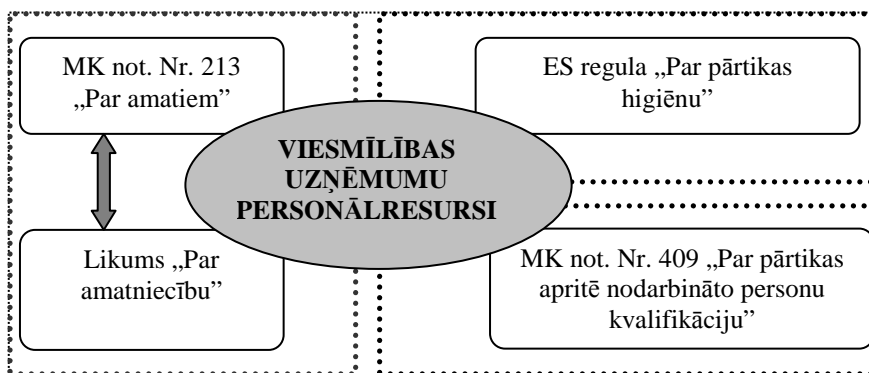 MK not. Nr. 213
„Par amatiem”
ES regula „Par pārtikas
higiēnu”
VIESMĪLĪBAS
UZŅĒMUMU
PERSONĀLRESURSI
Likums „Par
amatniecību”
MK not. Nr. 409 „Par pārtikas
apritē nodarbināto personu
kvalifikāciju”